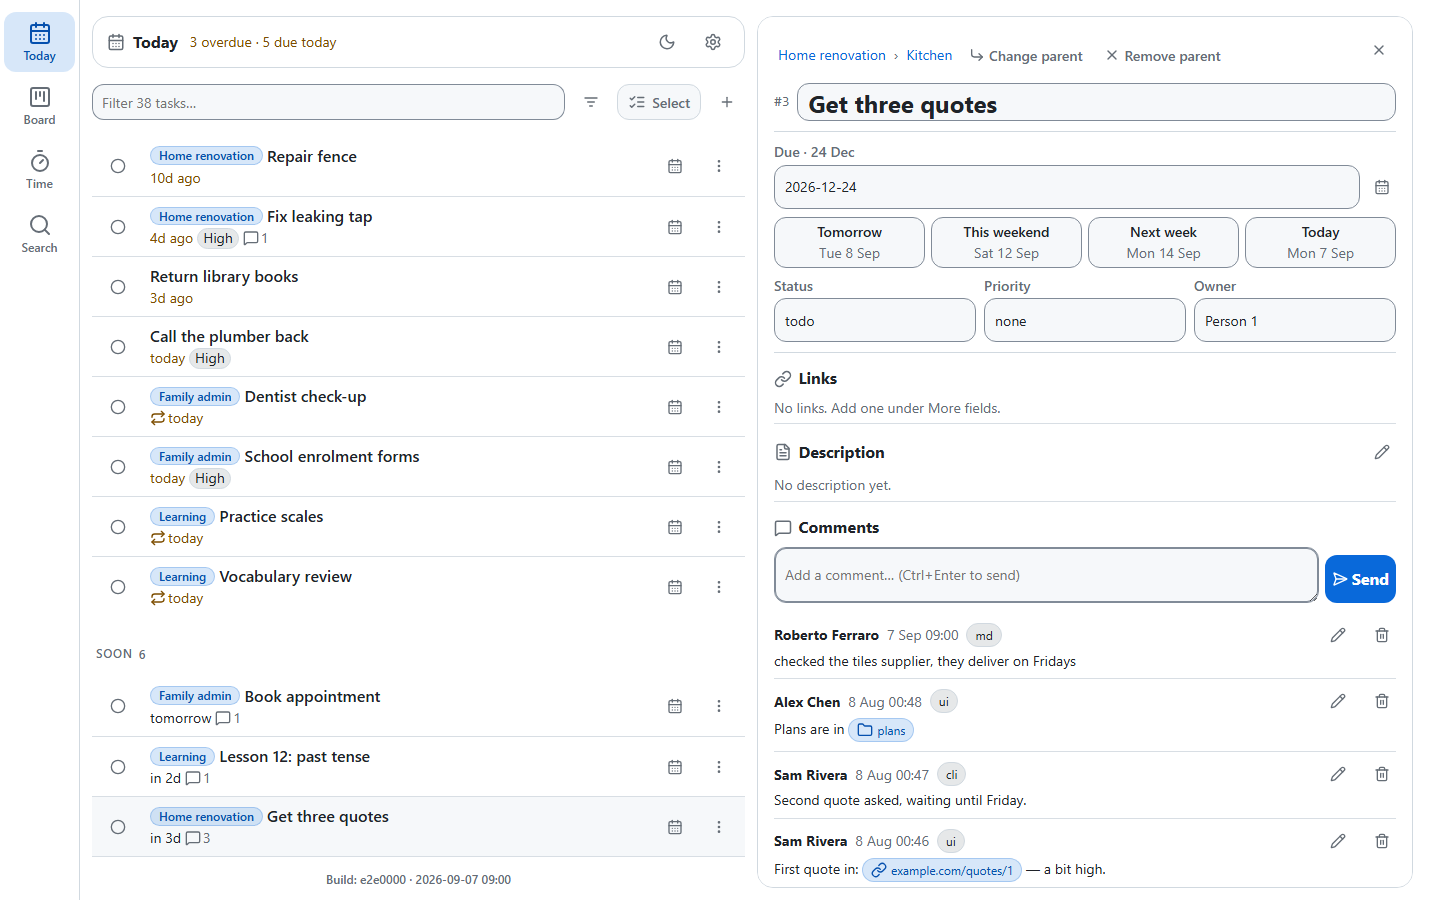 Today
Board
Time
Search
Today 3 overdue · 5 due today
Filter 38 tasks...
Select
Home renovation Repair fence
10d ago
Home renovation Fix leaking tap
4d ago High 1
Return library books
3d ago
Call the plumber back
today High
Family admin Dentist check-up
today
Family admin School enrolment forms
today High
Learning Practice scales
today
Learning Vocabulary review
today
SOON 6
Family admin Book appointment
tomorrow 1
Learning Lesson 12: past tense
in 2d 1
Home renovation Get three quotes
in 3d 3
Build: e2e0000 · 2026-09-07 09:00
Home renovation › Kitchen Change parent Remove parent
#3 Get three quotes
Due · 24 Dec
2026-12-24
Tomorrow This weekend Next week Today
Tue 8 Sep Sat 12 Sep Mon 14 Sep Mon 7 Sep
Status Priority Owner
todo none Person 1
Links
No links. Add one under More fields.
Description
No description yet.
Comments
Add a comment... (Ctrl+Enter to send)
Send
Roberto Ferraro 7 Sep 09:00 md
checked the tiles supplier, they deliver on Fridays
Alex Chen 8 Aug 00:48 ui
Plans are in plans
Sam Rivera 8 Aug 00:47 cli
Second quote asked, waiting until Friday.
Sam Rivera 8 Aug 00:46 ui
First quote in: example.com/quotes/1 — a bit high.